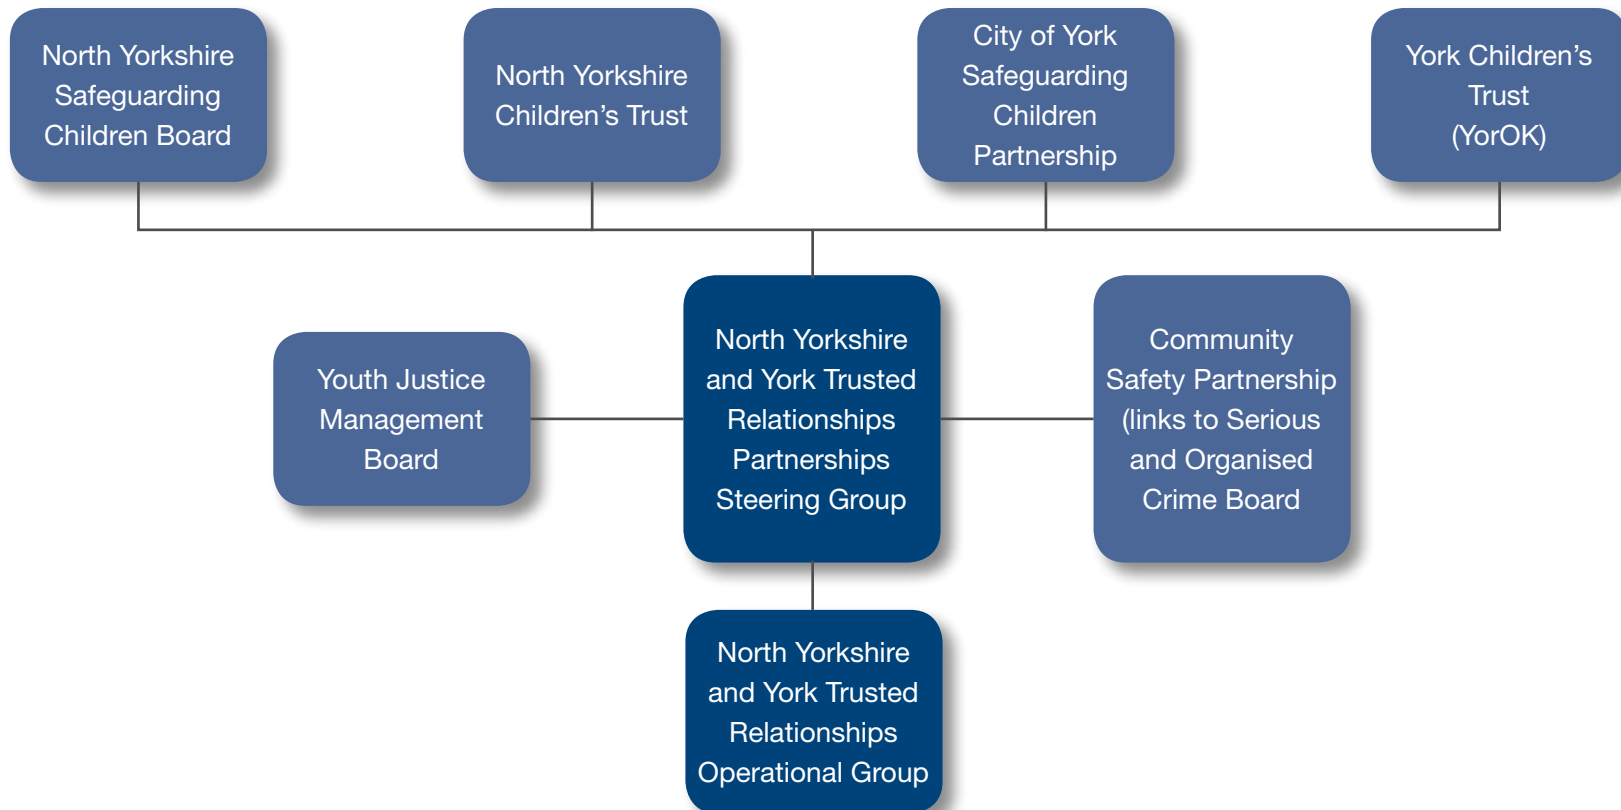 North Yorkshire
Safeguarding
Children Board
North Yorkshire
Children’s Trust
City of York
Safeguarding
Children
Partnership
York Children’s
Trust
(YorOK)
Youth Justice
Management
Board
North Yorkshire
and York Trusted
Relationships
Partnerships
Steering Group
Community
Safety Partnership
(links to Serious
and Organised
Crime Board
North Yorkshire
and York Trusted
Relationships
Operational Group